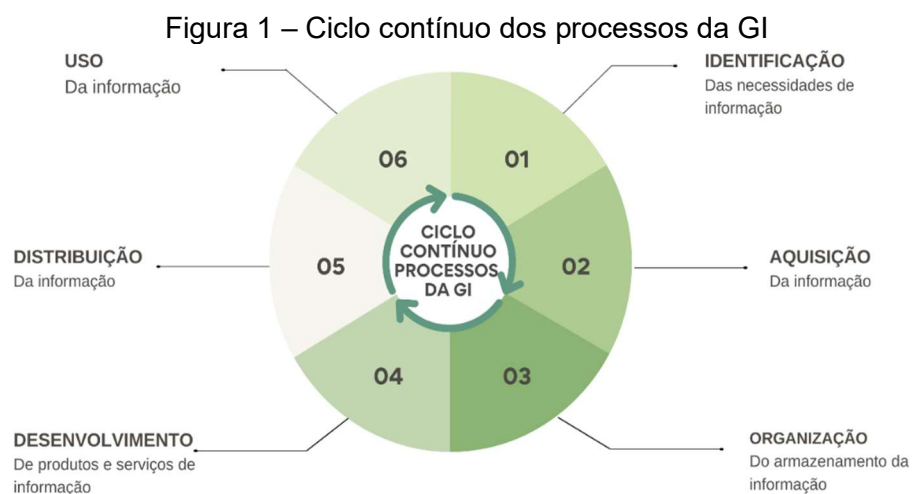 Figura 1 – Ciclo contínuo dos processos da GI
USO
Da informação
IDENTIFICAÇÃO
Das necessidades de
informação
06
01
CICLO
CONTÍNUO
PROCESSOS
DA GI
DISTRIBUIÇÃO
Da informação
05
02
AQUISIÇÃO
Da informação
04
03
DESENVOLVIMENTO
De produtos e serviços de
informação
ORGANIZAÇÃO
Do armazenamento da
informação